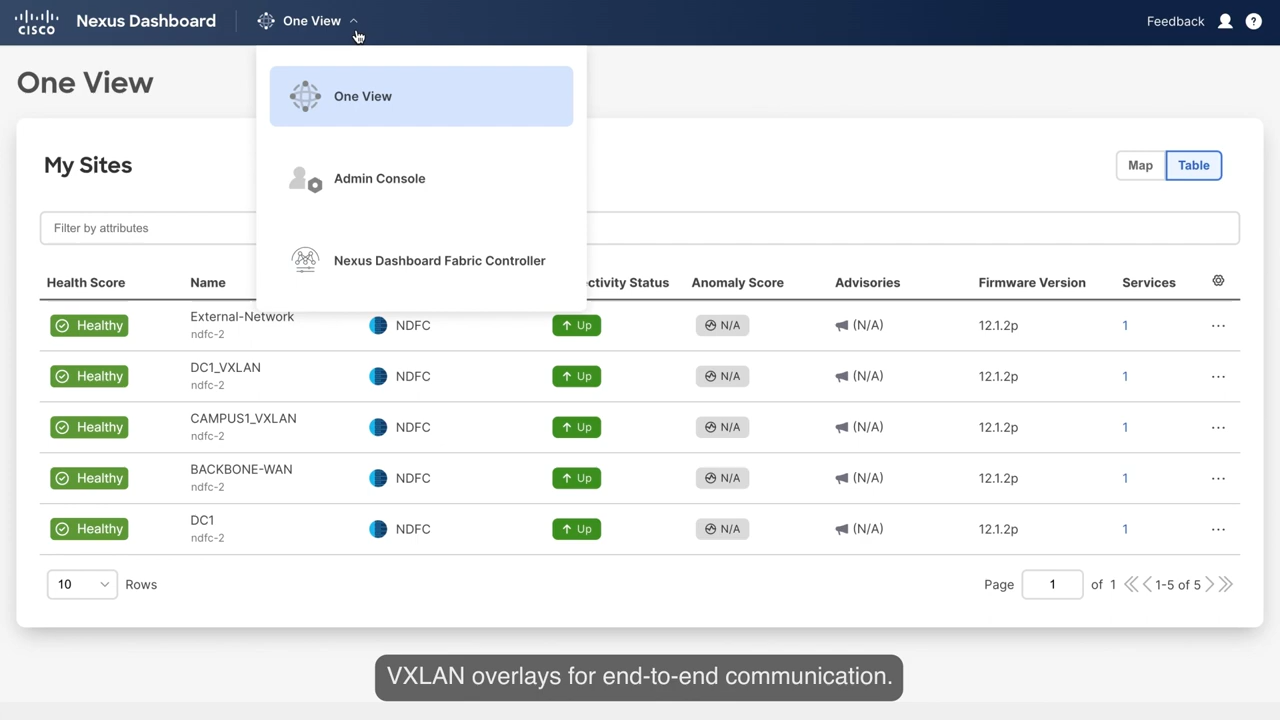 CISCO Nexus Dashboard One View Feedback ?
One View
One View
Admin Console
Nexus Dashboard Fabric Controller
My Sites
Map Table
Filter by attributes
Health Score Name ctivity Status Anomaly Score Advisories Firmware Version Services
Healthy External-Network NDFC Up N/A (N/A) 12.1.2p 1 ...
ndfc-2
Healthy DC1_VXLAN NDFC Up N/A (N/A) 12.1.2p 1 ...
ndfc-2
Healthy CAMPUS1_VXLAN NDFC Up N/A (N/A) 12.1.2p 1 ...
ndfc-2
Healthy BACKBONE-WAN NDFC Up N/A (N/A) 12.1.2p 1 ...
ndfc-2
Healthy DC1 NDFC Up N/A (N/A) 12.1.2p 1 ...
ndfc-2
10 Rows Page 1 of 1 1-5 of 5
VXLAN overlays for end-to-end communication.